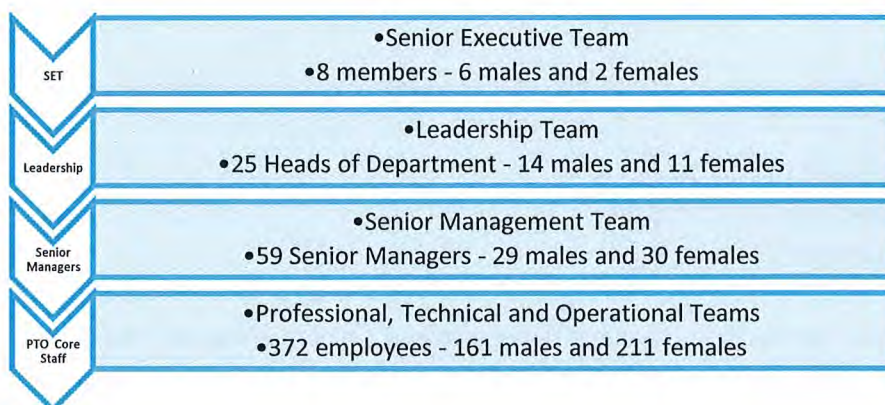 SET
•Senior Executive Team
•8 members - 6 males and 2 females
Leadership
•Leadership Team
•25 Heads of Department - 14 males and 11 females
Senior
Managers
•Senior Management Team
•59 Senior Managers - 29 males and 30 females
PTO Core
Staff
•Professional, Technical and Operational Teams
•372 employees - 161 males and 211 females